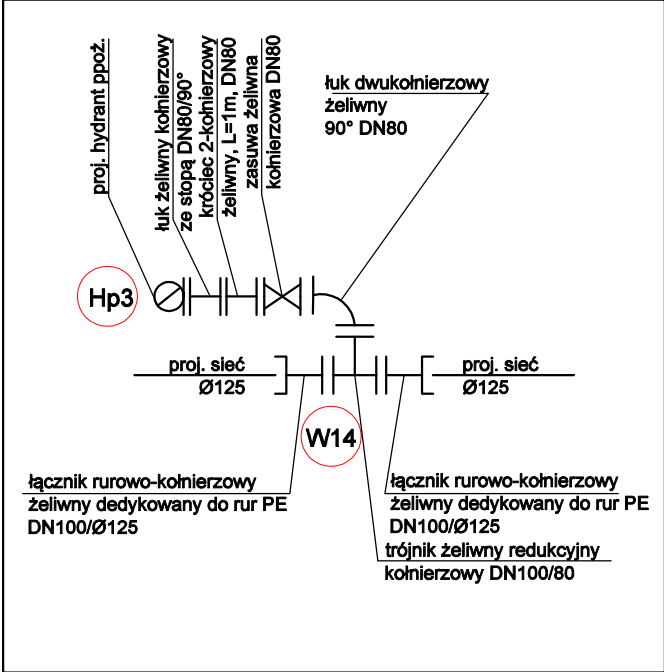 proj. hydrant ppoż.
łuk żeliwny kołnierzowy
ze stopą DN80/90°
króciec 2-kołnierzowy
żeliwny, L=1m, DN80
zasuwa żeliwna
kołnierzowa DN80
łuk dwukołnierzowy
żeliwny
90° DN80
Hp3
proj. sieć
Ø125
proj. sieć
Ø125
W14
łącznik rurowo-kołnierzowy
żeliwny dedykowany do rur PE
DN100/Ø125
łącznik rurowo-kołnierzowy
żeliwny dedykowany do rur PE
DN100/Ø125
trójnik żeliwny redukcyjny
kołnierzowy DN100/80